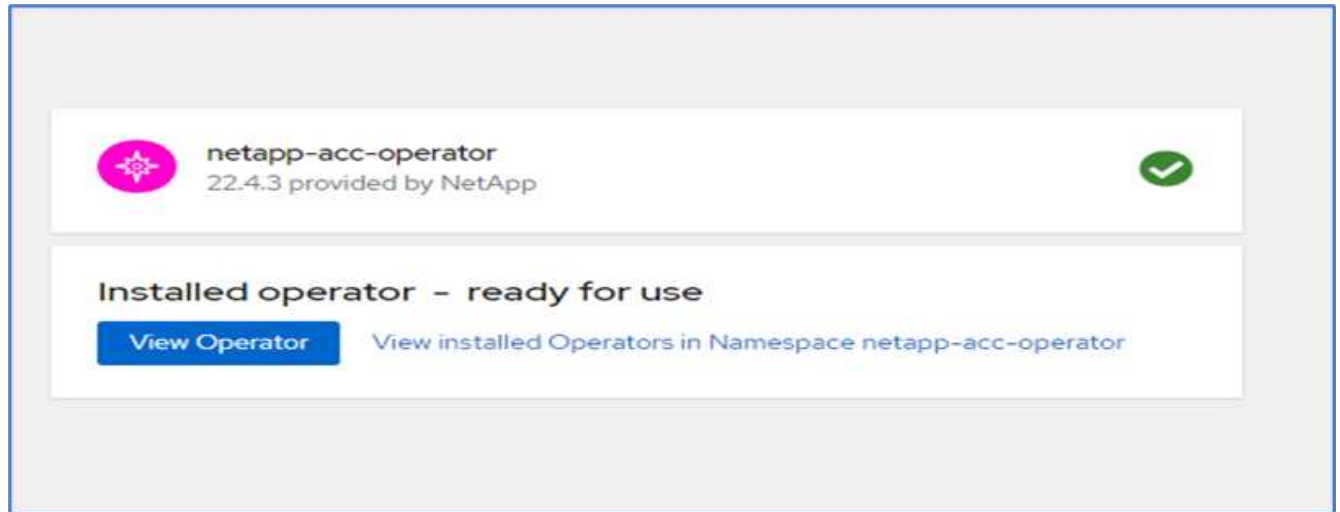 netapp-acc-operator
22.4.3 provided by NetApp
Installed operator - ready for use
View Operator
View installed Operators in Namespace netapp-acc-operator